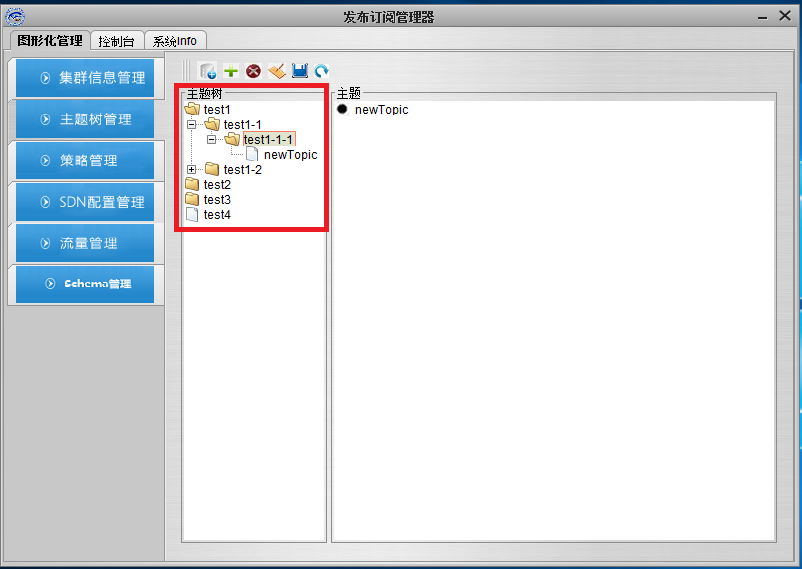 发布订阅管理器
图形化管理 控制台 系统Info
集群信息管理
主题树管理
策略管理
SDN配置管理
流量管理
Schema管理
主题树
test1
test1-1
test1-1-1
newTopic
test1-2
test2
test3
test4
主题
newTopic